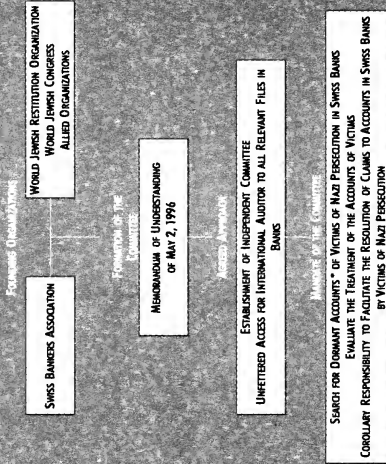 FOUNDING ORGANIZATIONS
SWISS BANKERS ASSOCIATION
WORLD JEWISH RESTITUTION ORGANIZATION
WORLD JEWISH CONGRESS
ALLIED ORGANIZATIONS
FORMATION OF THE
COMMITTEE
MEMORANDUM OF UNDERSTANDING
OF MAY 2, 1996
AGREED APPROACH
ESTABLISHMENT OF INDEPENDENT COMMITTEE
UNFETTERED ACCESS FOR INTERNATIONAL AUDITOR TO ALL RELEVANT FILES IN
BANKS
MANDATE OF THE COMMITTEE
SEARCH FOR DORMANT ACCOUNTS * OF VICTIMS OF NAZI PERSECUTION IN SWISS BANKS
EVALUATE THE TREATMENT OF THE ACCOUNTS OF VICTIMS
COROLLARY RESPONSIBILITY TO FACILITATE THE RESOLUTION OF CLAIMS TO ACCOUNTS IN SWISS BANKS
BY VICTIMS OF NAZI PERSECUTION